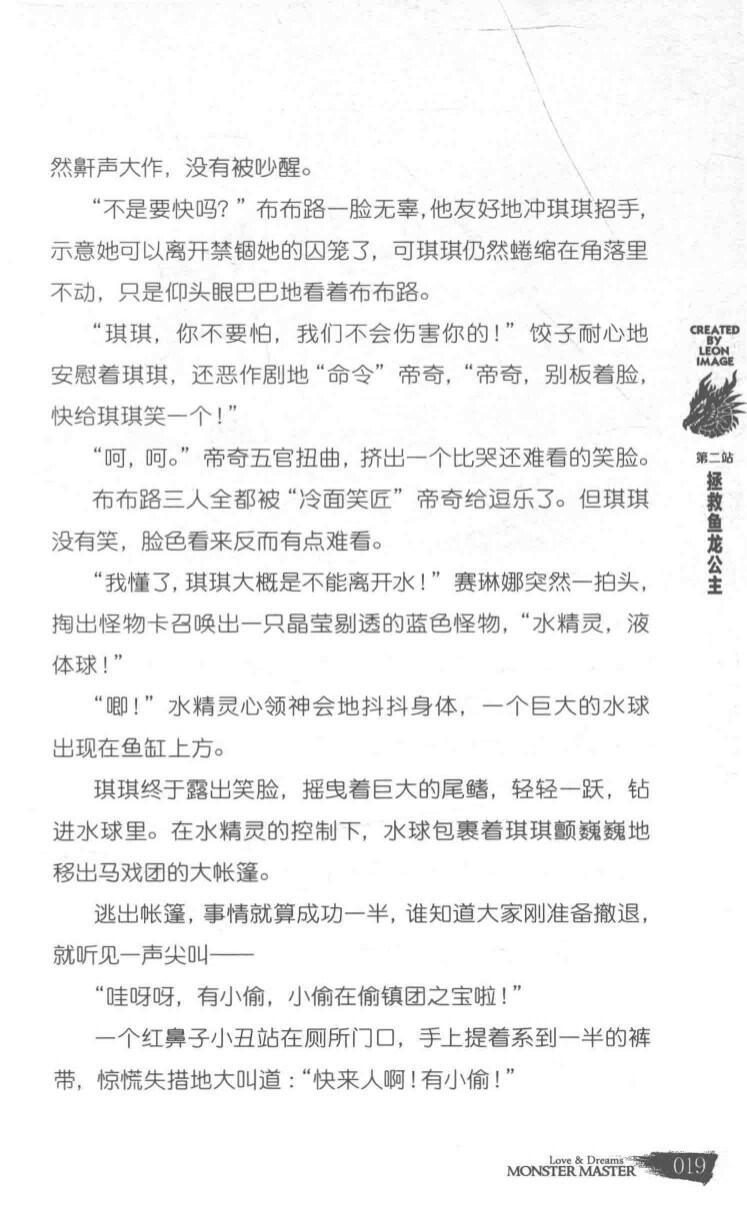 然鼾声大作，没有被吵醒。
“不是要快吗？”布布路一脸无辜，他友好地冲琪琪招手，
示意她可以离开禁锢她的囚笼了，可琪琪仍然蜷缩在角落里
不动，只是仰头眼巴巴地看着布布路。
“琪琪，你不要怕，我们不会伤害你的！”饺子耐心地
安慰着琪琪，还恶作剧地“命令”帝奇，“帝奇，别板着脸，
快给琪琪笑一个！”
“呵，呵。”帝奇五官扭曲，挤出一个比哭还难看的笑脸。
布布路三人全都被“冷面笑匠”帝奇给逗乐了。但琪琪
没有笑，脸色看来反而有点难看。
“我懂了，琪琪大概是不能离开水！”赛琳娜突然一拍头，
掏出怪物卡召唤出一只晶莹剔透的蓝色怪物，“水精灵，液
体球！”
“唧！”水精灵心领神会地抖抖身体，一个巨大的水球
出现在鱼缸上方。
琪琪终于露出笑脸，摇曳着巨大的尾鳍，轻轻一跃，钻
进水球里。在水精灵的控制下，水球包裹着琪琪颤巍巍地
移出马戏团的大帐篷。
逃出帐篷，事情就算成功一半，谁知道大家刚准备撤退，
就听见一声尖叫——
“哇呀呀，有小偷，小偷在偷镇团之宝啦！”
一个红鼻子小丑站在厕所门口，手上提着系到一半的裤
带，惊慌失措地大叫道：“快来人啊！有小偷！”
CREATED
BY
LEON
IMAGE
第二站
拯救鱼龙公主
Love & Dreams
MONSTER MASTER
019